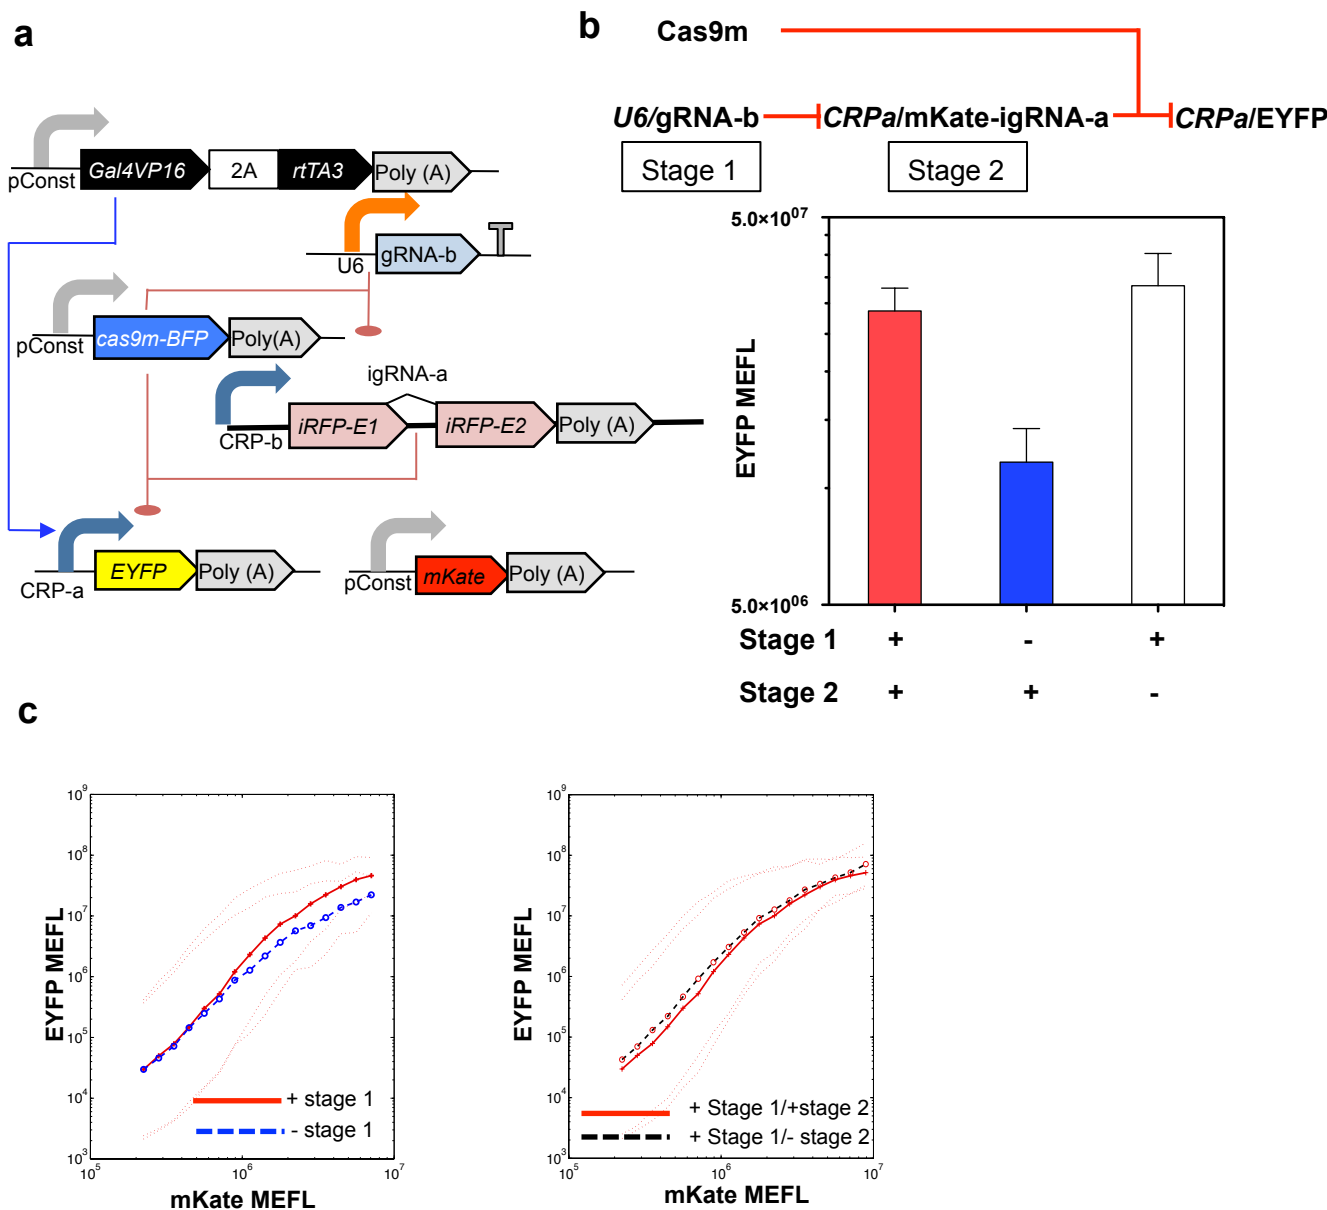 a
pConst
Gal4VP16
2A
rtTA3
Poly (A)
U6
gRNA-b
pConst
cas9m-BFP
Poly(A)
igRNA-a
CRP-b
iRFP-E1
iRFP-E2
Poly (A)
CRP-a
EYFP
Poly (A)
pConst
mKate
Poly (A)
b
Cas9m
U6/gRNA-b
CRPa/mKate-igRNA-a
CRPa/EYFP
Stage 1
Stage 2
5.0×10⁰⁷
EYFP MEFL
5.0×10⁰⁶
Stage 1 + - +
Stage 2 + + -
c
10⁹
10⁸
10⁷
10⁶
10⁵
10⁴
10³
EYFP MEFL
+ stage 1
- stage 1
10⁵ 10⁶ 10⁷
mKate MEFL
10⁹
10⁸
10⁷
10⁶
10⁵
10⁴
10³
EYFP MEFL
+ Stage 1/+stage 2
+ Stage 1/- stage 2
10⁵ 10⁶ 10⁷
mKate MEFL